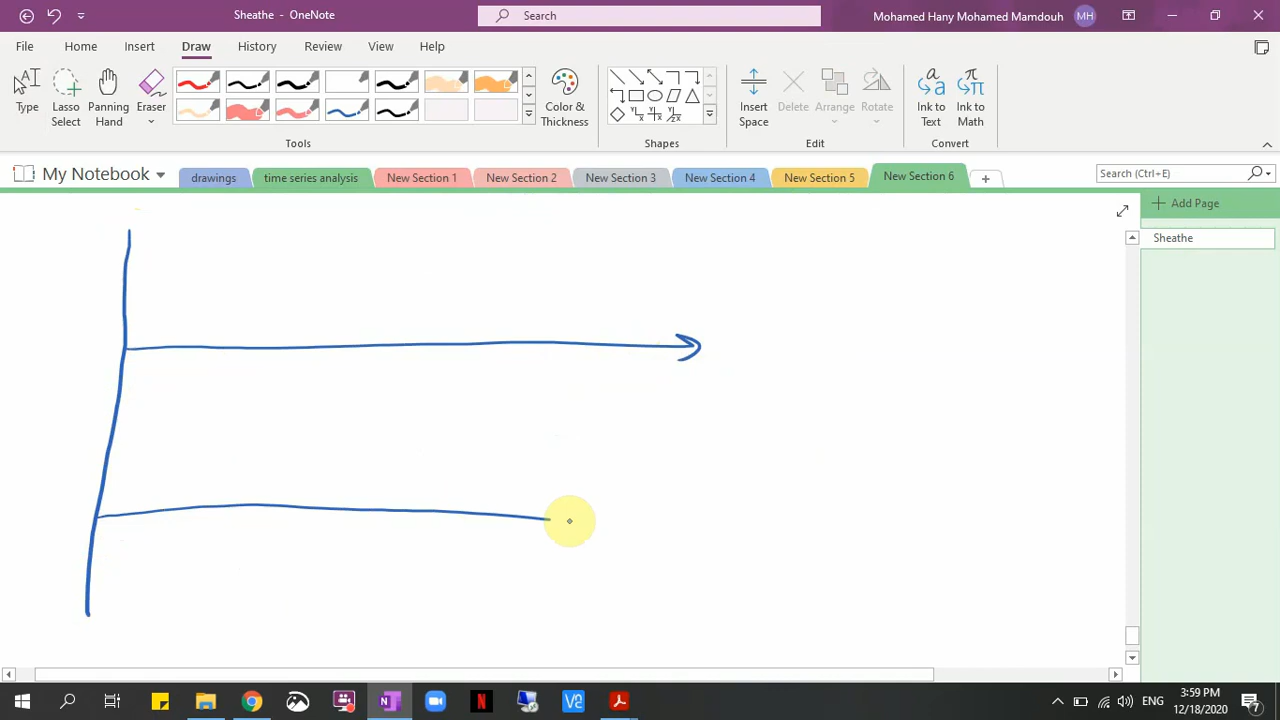 Sheathe - OneNote
Search
Mohamed Hany Mohamed Mamdouh
MH
File
Home
Insert
Draw
History
Review
View
Help
Type
Lasso
Select
Panning
Hand
Eraser
Color &
Thickness
Insert
Space
Delete
Arrange
Rotate
Ink to
Text
Ink to
Math
Tools
Shapes
Edit
Convert
My Notebook
drawings
time series analysis
New Section 1
New Section 2
New Section 3
New Section 4
New Section 5
New Section 6
Search (Ctrl+E)
Add Page
Sheathe
ENG
3:59 PM
12/18/2020
7